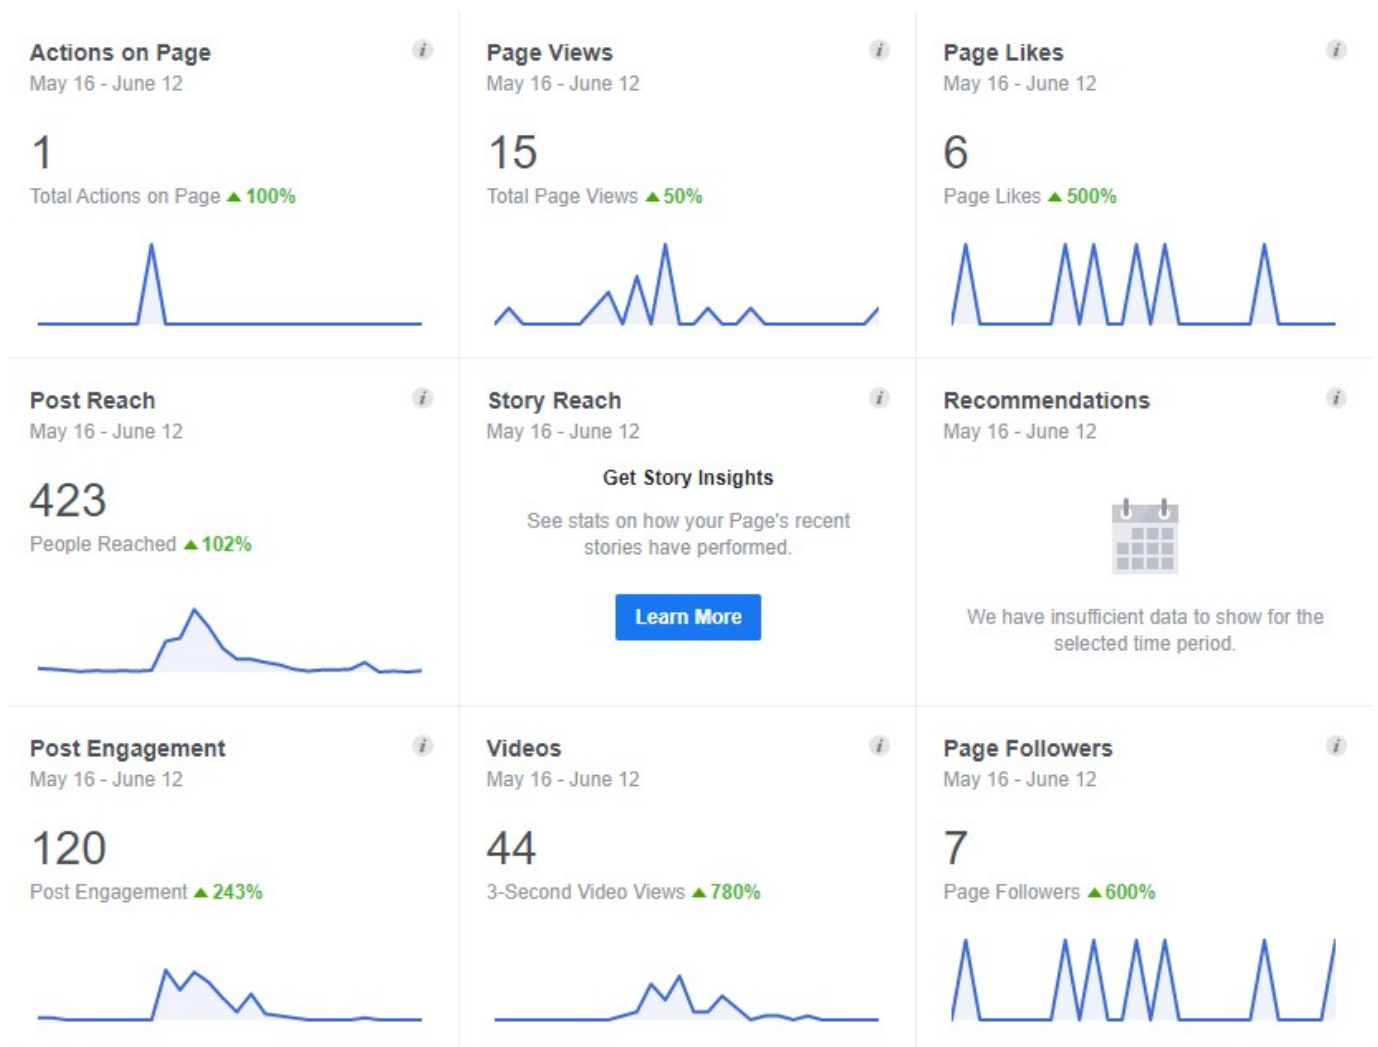 Actions on Page
May 16 - June 12
1
Total Actions on Page ▲ 100%
Page Views
May 16 - June 12
15
Total Page Views ▲ 50%
Page Likes
May 16 - June 12
6
Page Likes ▲ 500%
Post Reach
May 16 - June 12
423
People Reached ▲ 102%
Story Reach
May 16 - June 12
Get Story Insights
See stats on how your Page's recent
stories have performed.
Learn More
Recommendations
May 16 - June 12
We have insufficient data to show for the
selected time period.
Post Engagement
May 16 - June 12
120
Post Engagement ▲ 243%
Videos
May 16 - June 12
44
3-Second Video Views ▲ 780%
Page Followers
May 16 - June 12
7
Page Followers ▲ 600%